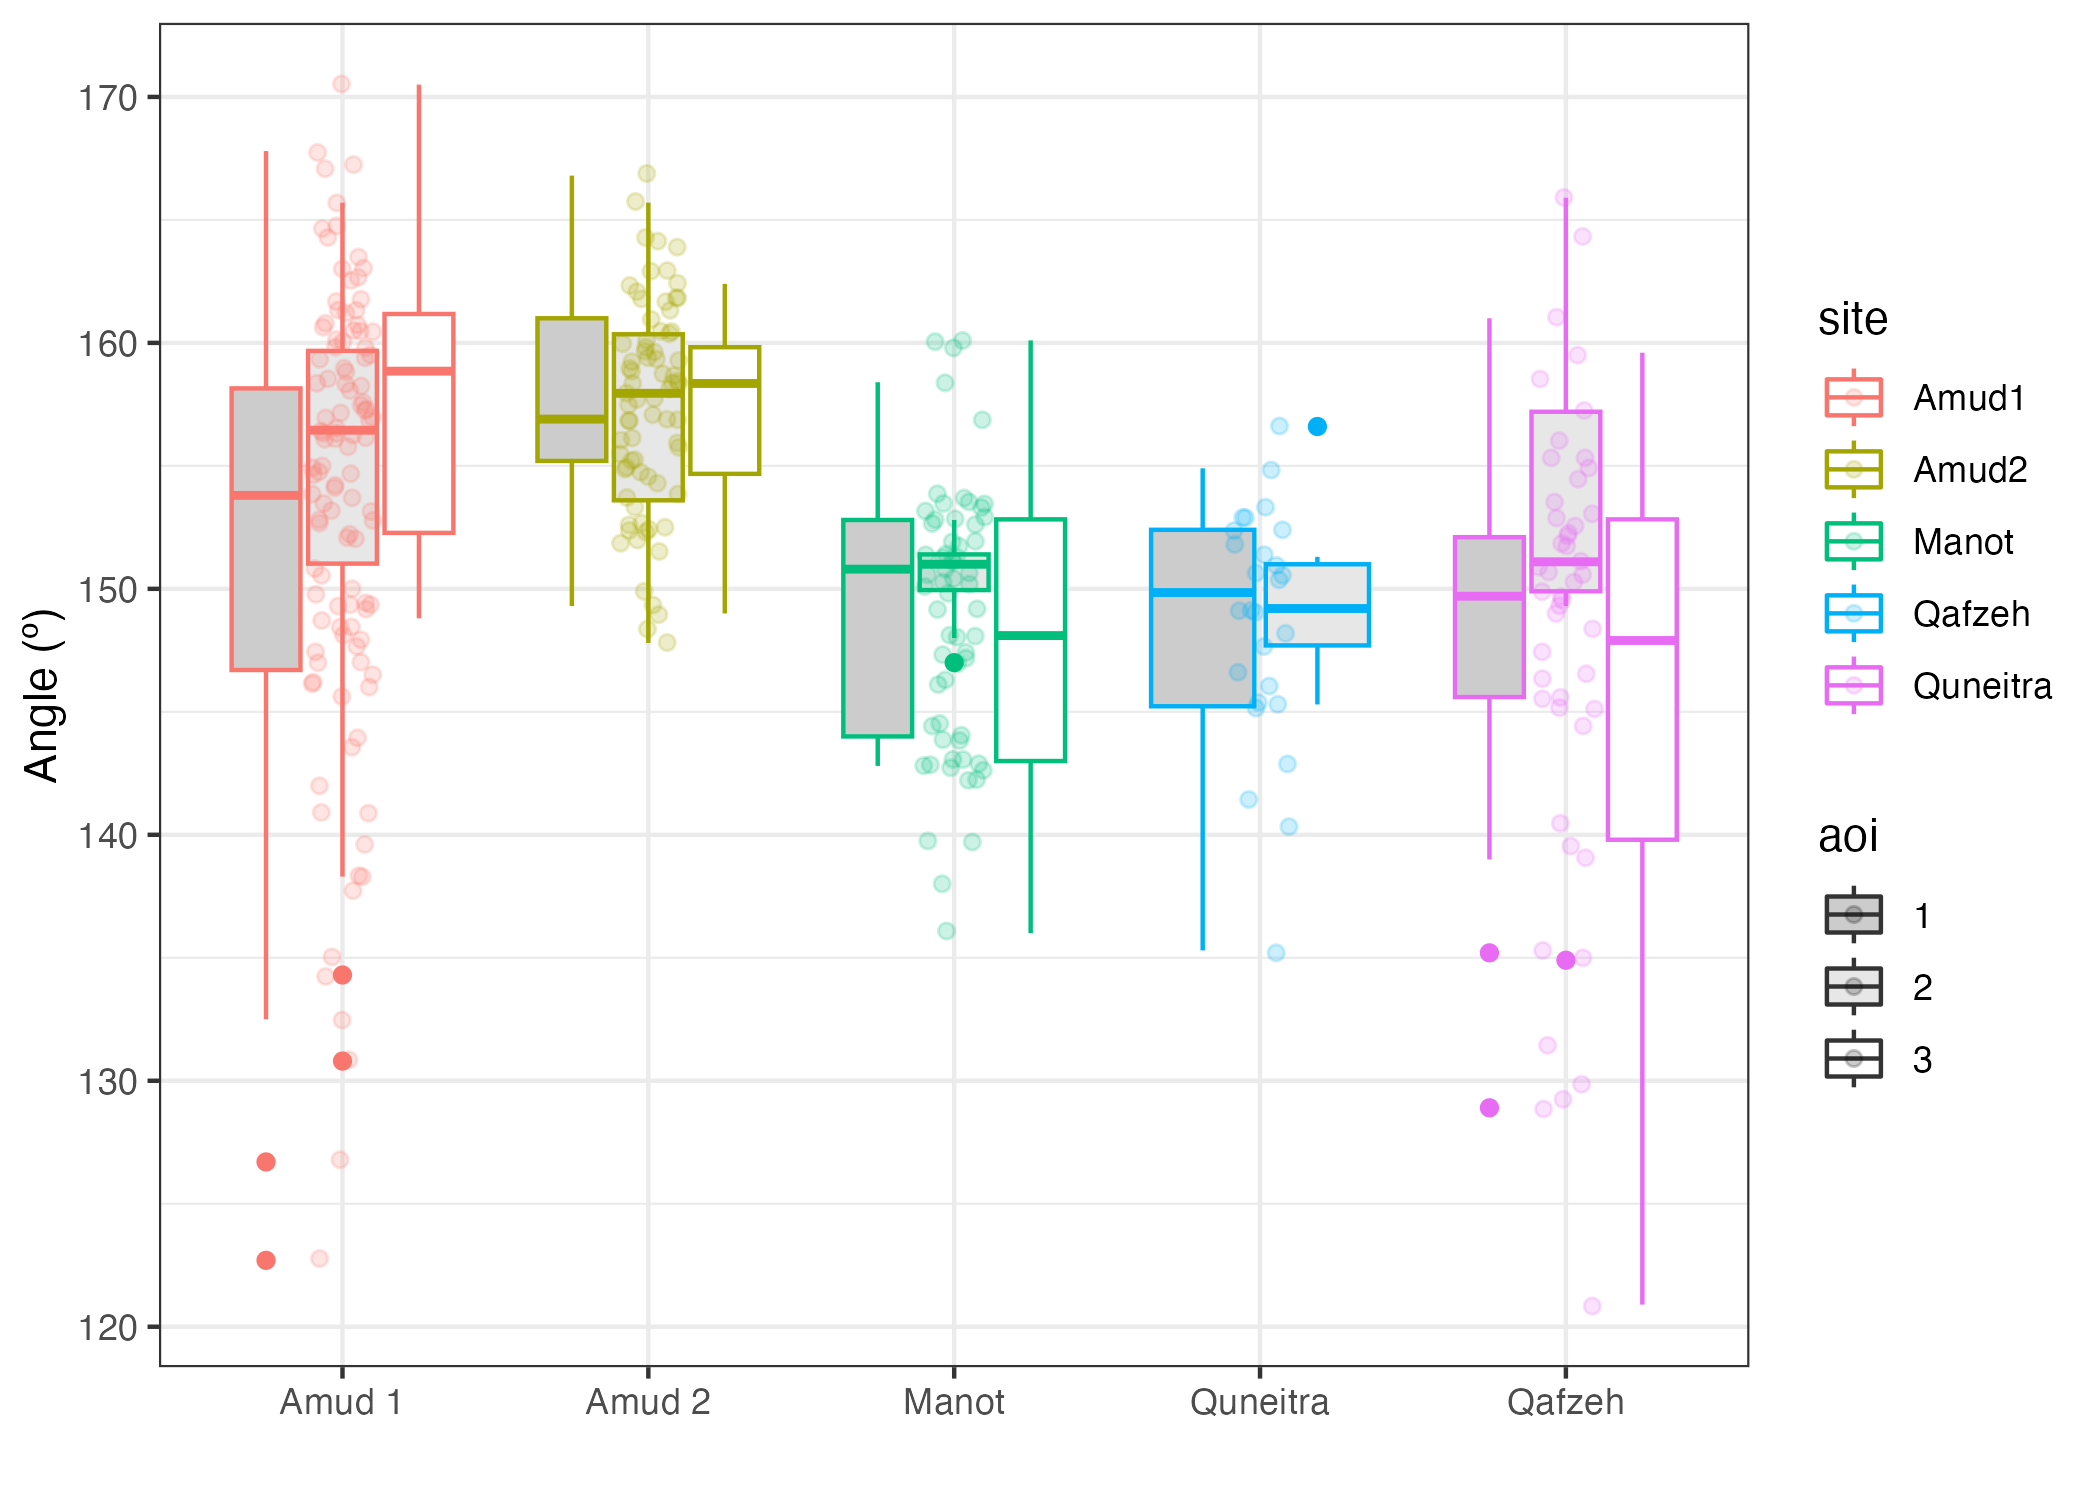 Angle (º)
170
160
150
140
130
120
Amud 1
Amud 2
Manot
Quneitra
Qafzeh
site
Amud1
Amud2
Manot
Qafzeh
Quneitra
aoi
1
2
3